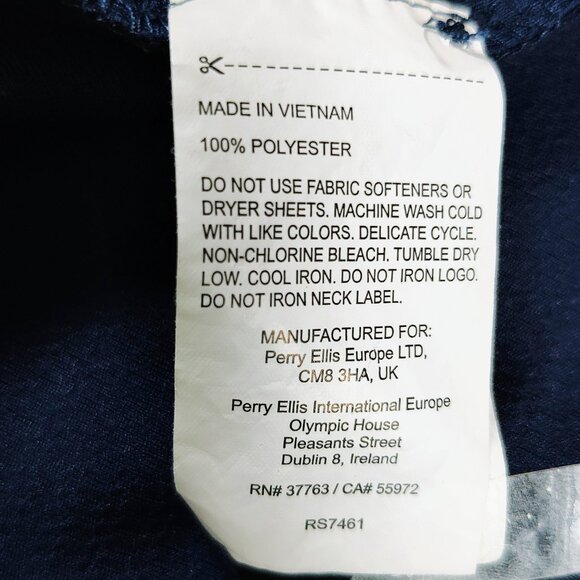 MADE IN VIETNAM
100% POLYESTER
DO NOT USE FABRIC SOFTENERS OR
DRYER SHEETS. MACHINE WASH COLD
WITH LIKE COLORS. DELICATE CYCLE.
NON-CHLORINE BLEACH. TUMBLE DRY
LOW. COOL IRON. DO NOT IRON LOGO.
DO NOT IRON NECK LABEL.
MANUFACTURED FOR:
Perry Ellis Europe LTD,
CM8 3HA, UK
Perry Ellis International Europe
Olympic House
Pleasants Street
Dublin 8, Ireland
RN# 37763 / CA# 55972
RS7461